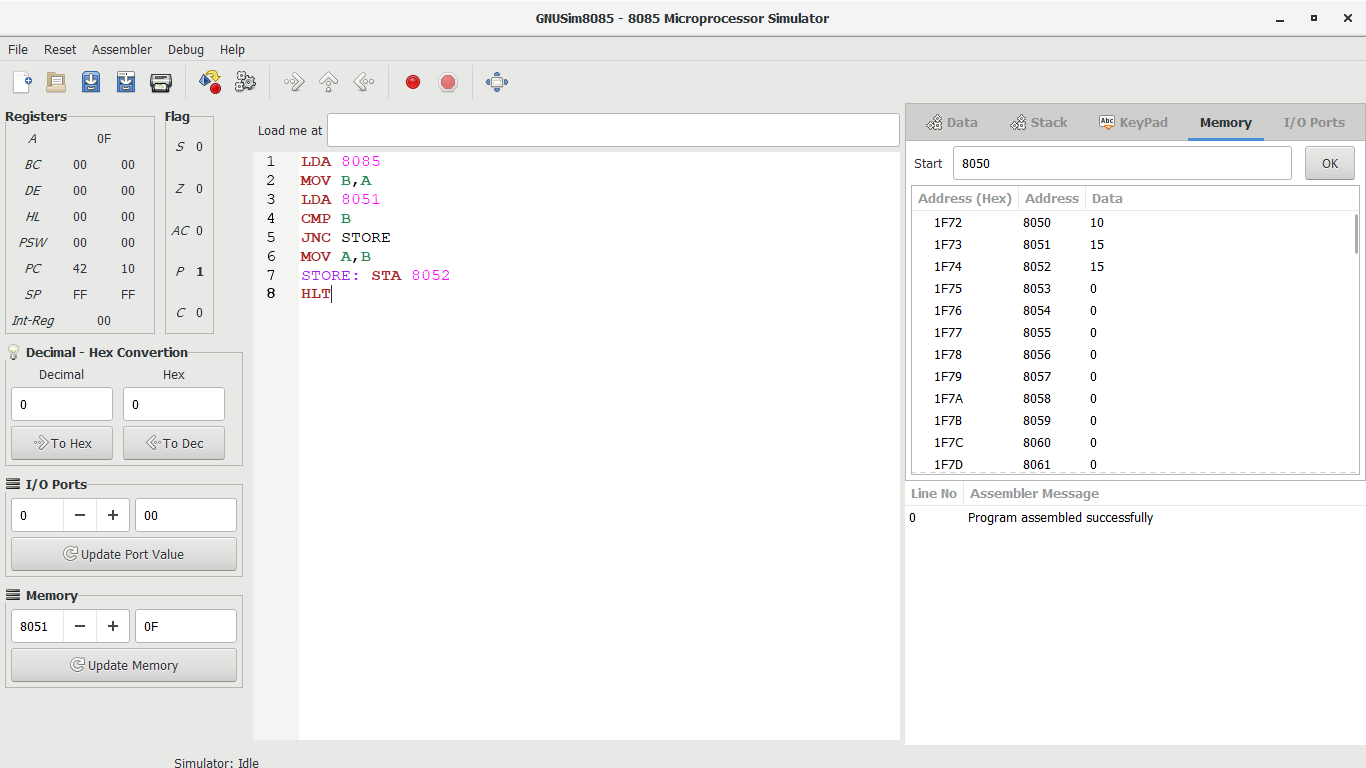 GNUSim8085 - 8085 Microprocessor Simulator
File Reset Assembler Debug Help
Registers
A 0F
BC 00 00
DE 00 00
HL 00 00
PSW 00 00
PC 42 10
SP FF FF
Int-Reg 00
Flag
S 0
Z 0
AC 0
P 1
C 0
Decimal - Hex Convertion
Decimal Hex
0 0
To Hex To Dec
I/O Ports
0 − + 00
Update Port Value
Memory
8051 − + 0F
Update Memory
Load me at
1 LDA 8085
2 MOV B,A
3 LDA 8051
4 CMP B
5 JNC STORE
6 MOV A,B
7 STORE: STA 8052
8 HLT
Data Stack Abc KeyPad Memory I/O Ports
Start 8050 OK
Address (Hex) Address Data
1F72 8050 10
1F73 8051 15
1F74 8052 15
1F75 8053 0
1F76 8054 0
1F77 8055 0
1F78 8056 0
1F79 8057 0
1F7A 8058 0
1F7B 8059 0
1F7C 8060 0
1F7D 8061 0
Line No Assembler Message
0 Program assembled successfully
Simulator: Idle